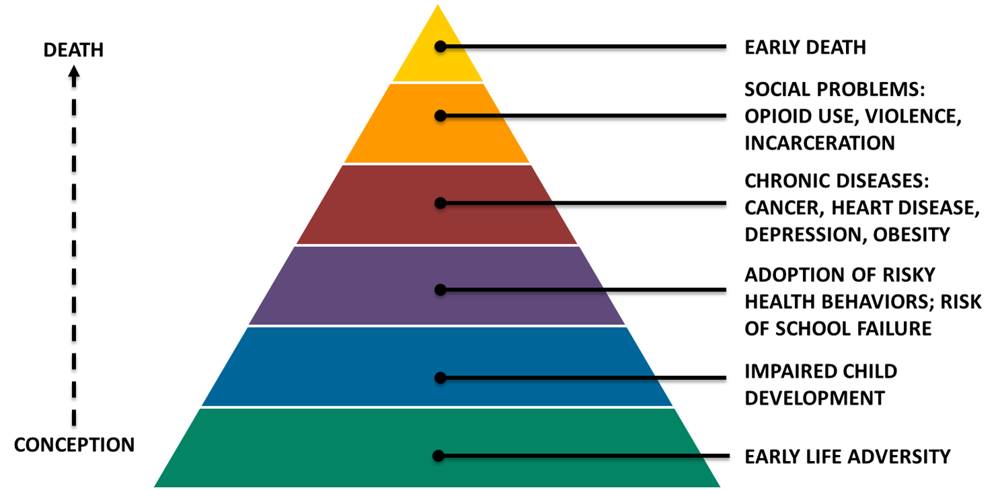 DEATH
CONCEPTION
EARLY DEATH
SOCIAL PROBLEMS:
OPIOID USE, VIOLENCE,
INCARCERATION
CHRONIC DISEASES:
CANCER, HEART DISEASE,
DEPRESSION, OBESITY
ADOPTION OF RISKY
HEALTH BEHAVIORS; RISK
OF SCHOOL FAILURE
IMPAIRED CHILD
DEVELOPMENT
EARLY LIFE ADVERSITY